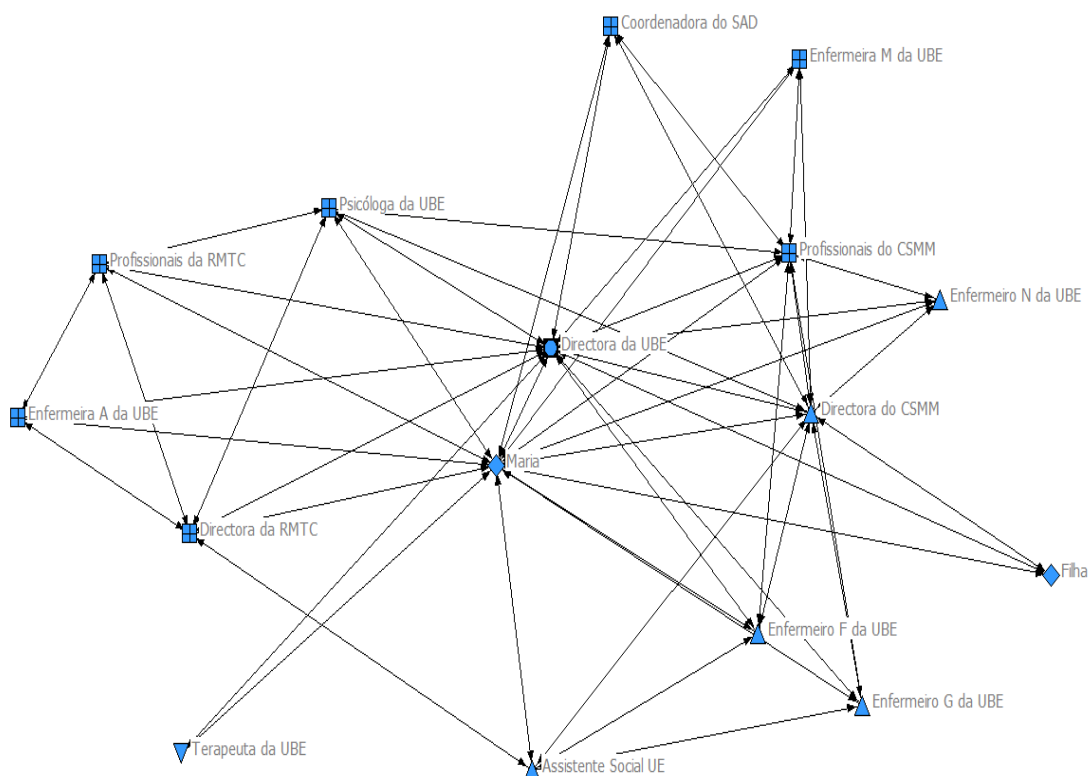 Coordenadora do SAD
Enfermeira M da UBE
Psicóloga da UBE
Profissionais da RMTC
Profissionais do CSMM
Enfermeiro N da UBE
Directora da UBE
Enfermeira A da UBE
Directora do CSMM
Maria
Directora da RMTC
Filha
Enfermeiro F da UBE
Enfermeiro G da UBE
Terapeuta da UBE
Assistente Social UE